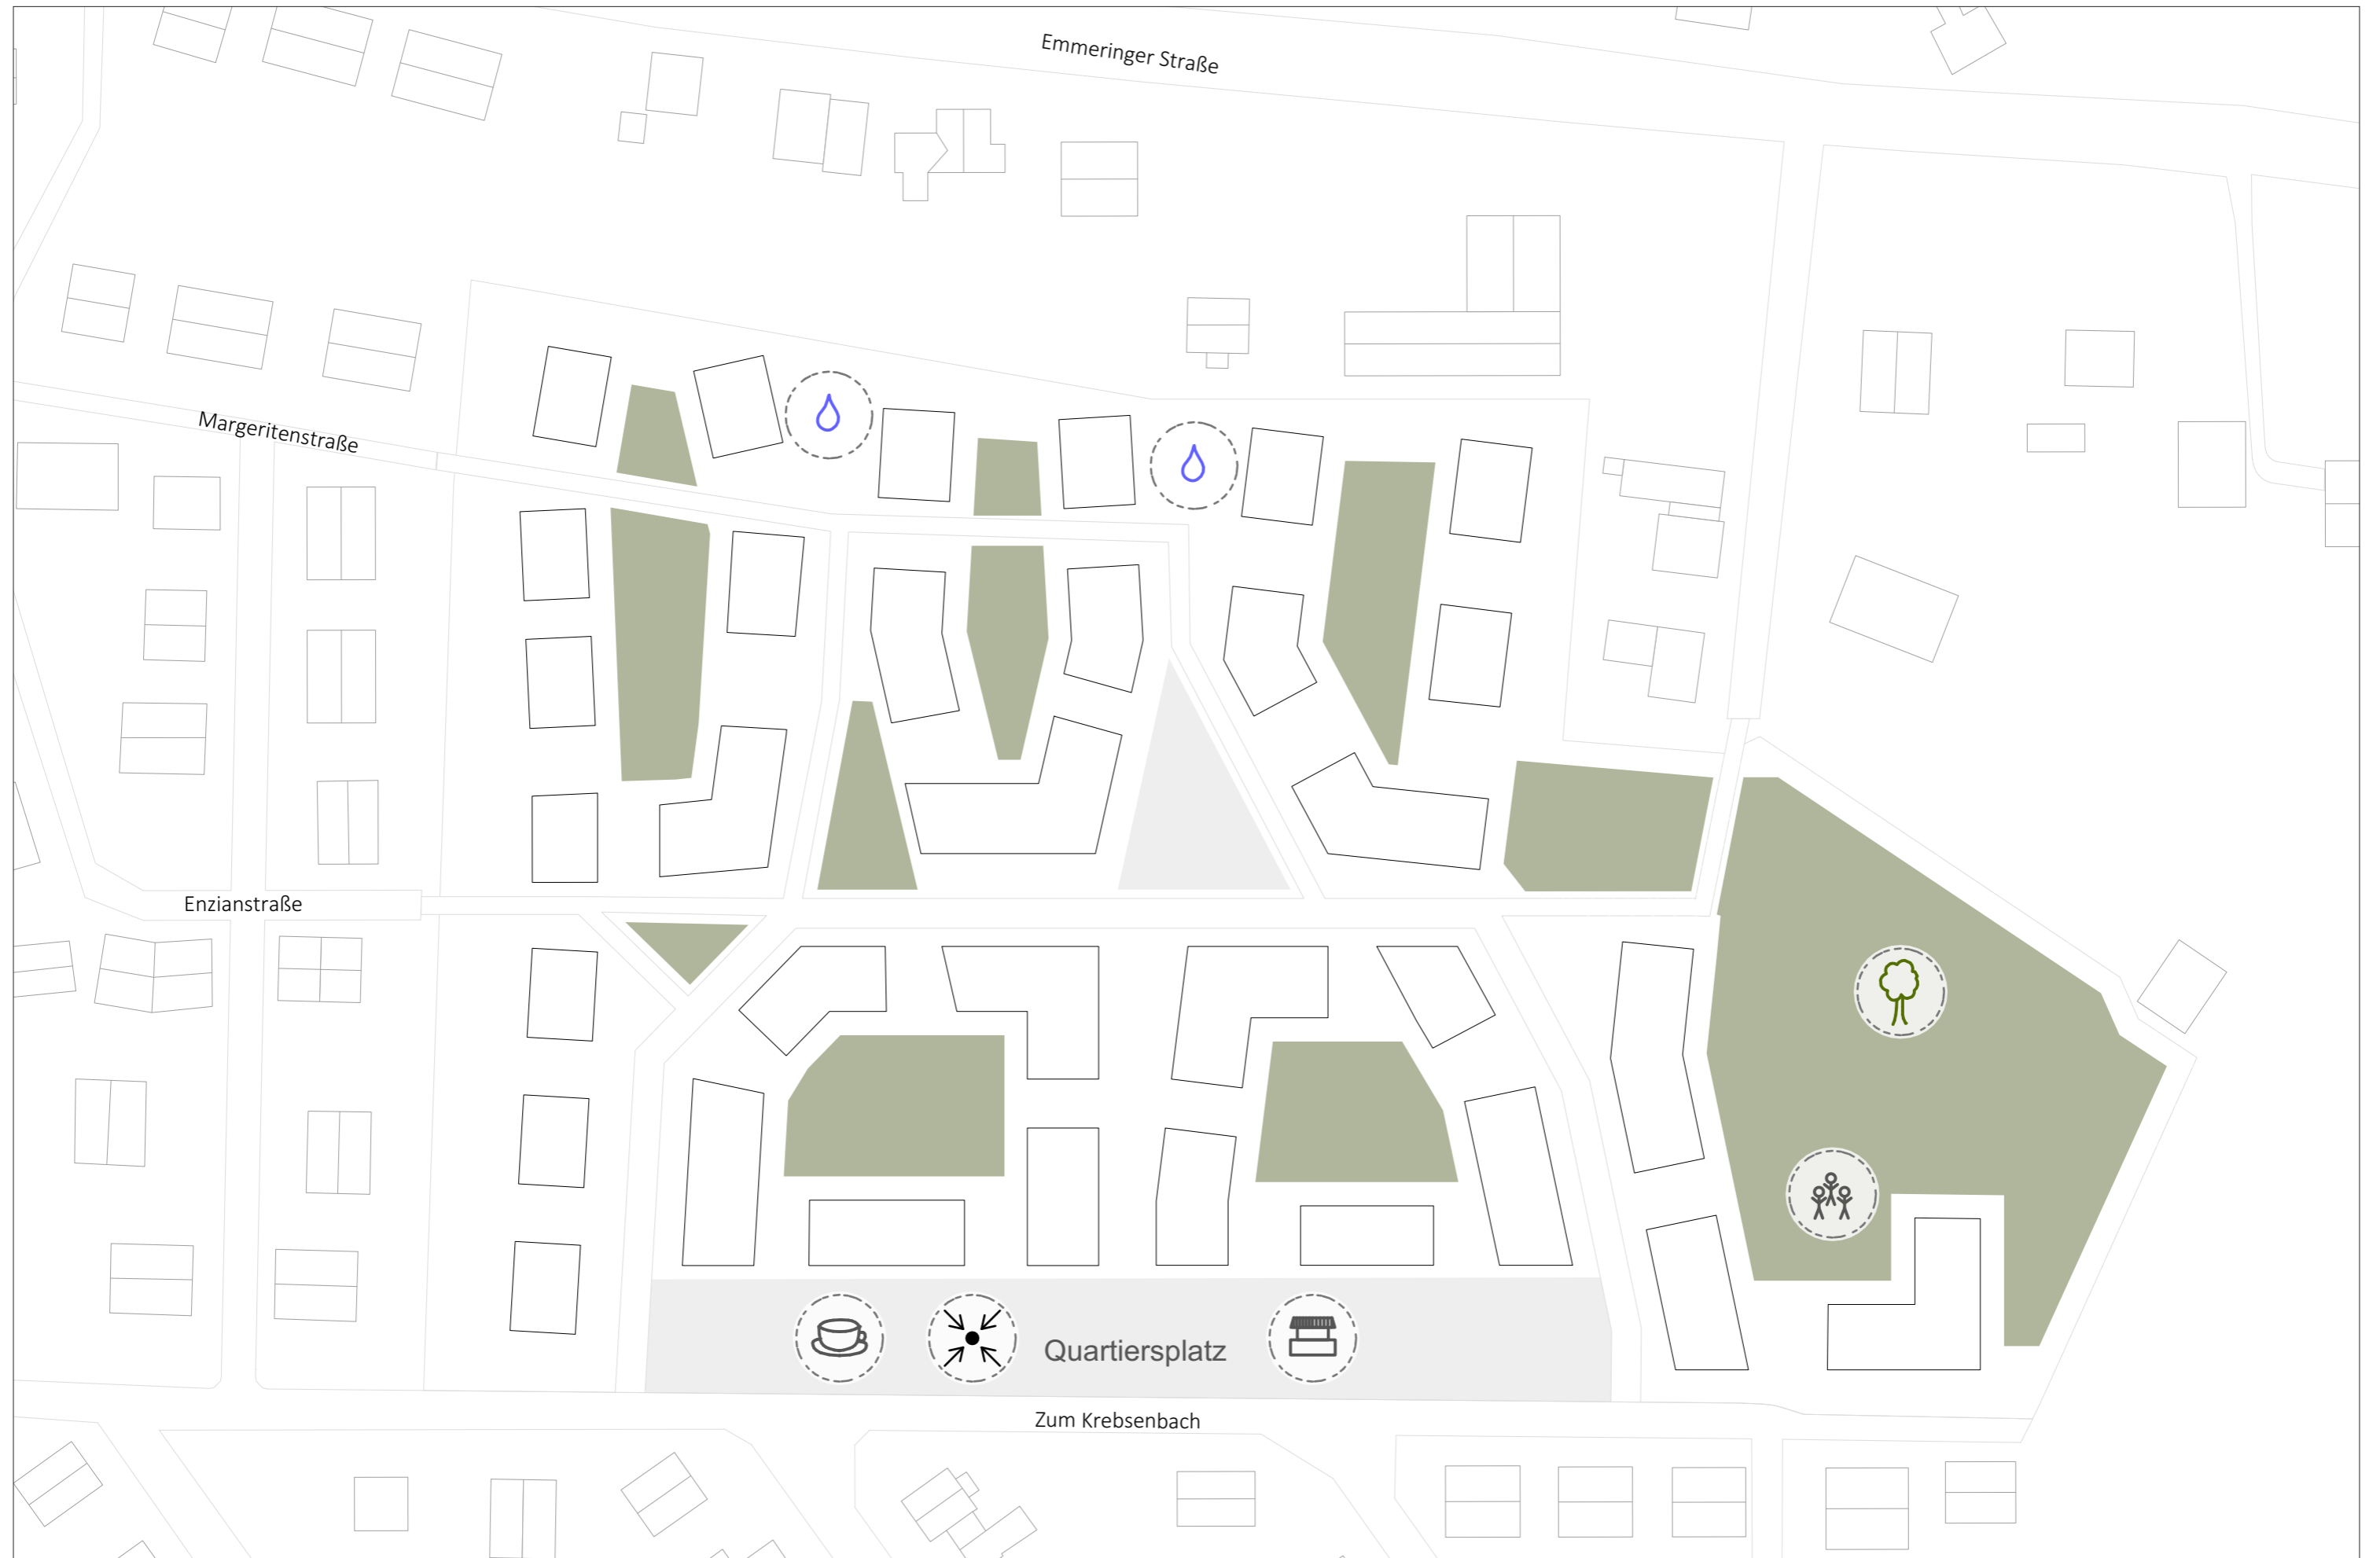 Emmeringer Straße
Margeritenstraße
Enzianstraße
Quartiersplatz
Zum Krebsenbach